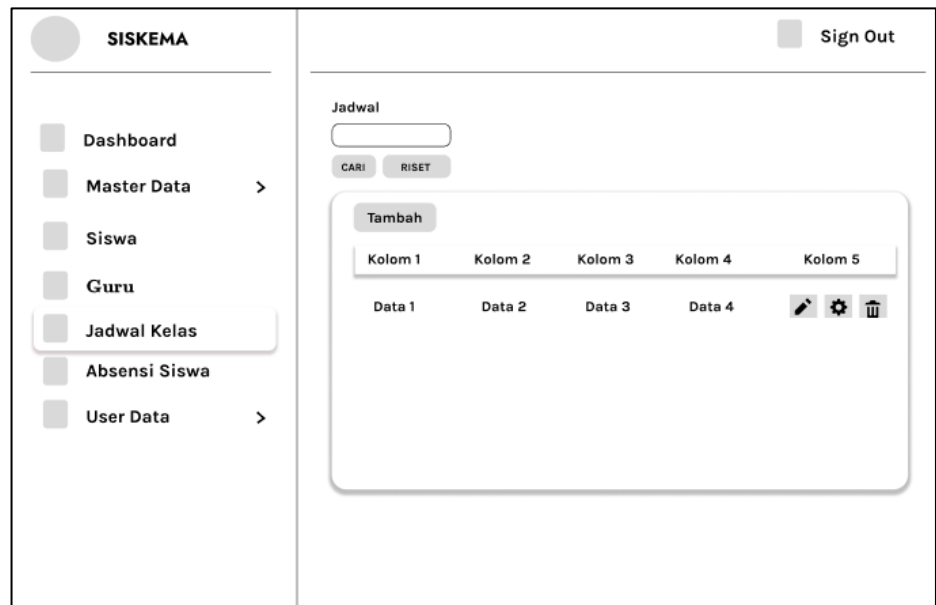 SISKEMA
Sign Out
Dashboard
Master Data >
Siswa
Guru
Jadwal Kelas
Absensi Siswa
User Data >
Jadwal
CARI RISET
Tambah
Kolom 1 Kolom 2 Kolom 3 Kolom 4 Kolom 5
Data 1 Data 2 Data 3 Data 4